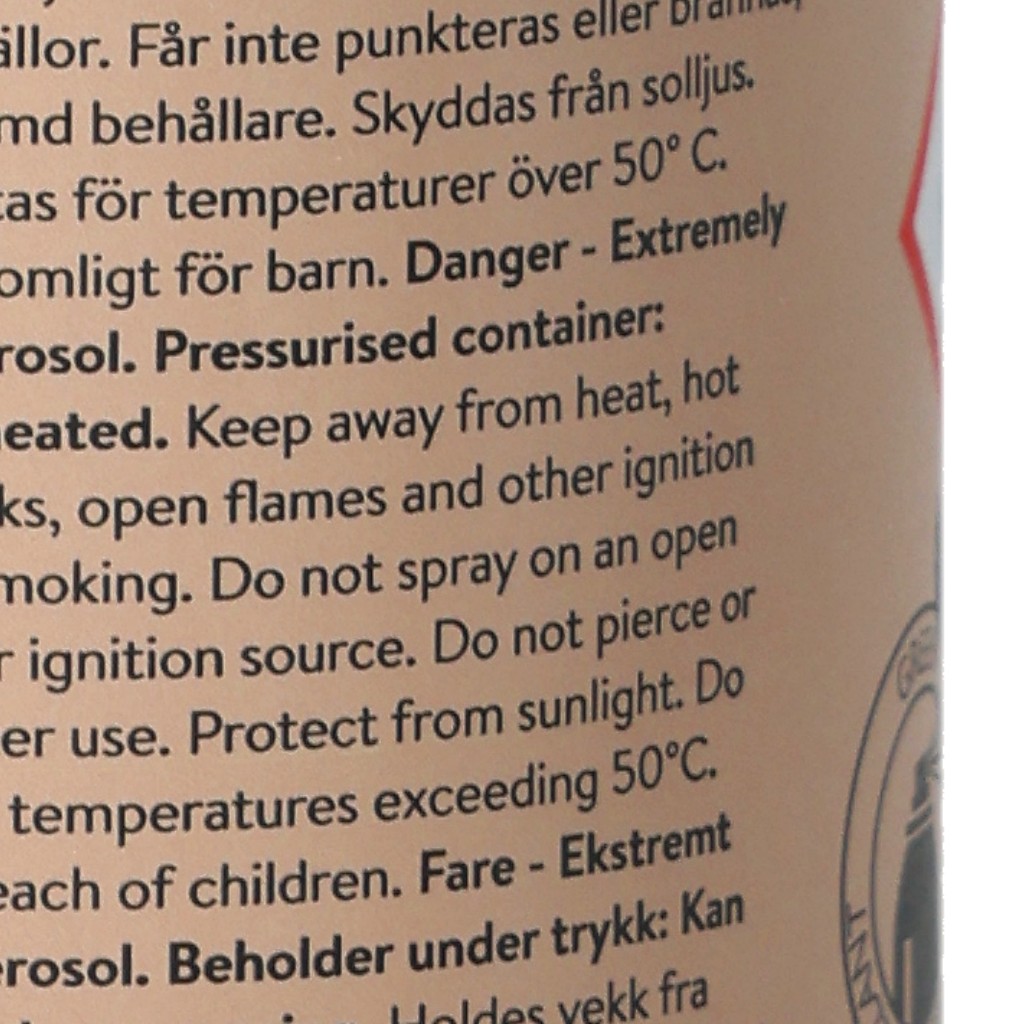 ällor. Får inte punkteras eller
md behållare. Skyddas från solljus.
tas för temperaturer över 50° C.
omligt för barn. Danger - Extremely
rosol. Pressurised container:
eated. Keep away from heat, hot
ks, open flames and other ignition
moking. Do not spray on an open
r ignition source. Do not pierce or
er use. Protect from sunlight. Do
temperatures exceeding 50°C.
each of children. Fare - Ekstremt
erosol. Beholder under trykk: Kan
Holdes vekk fra